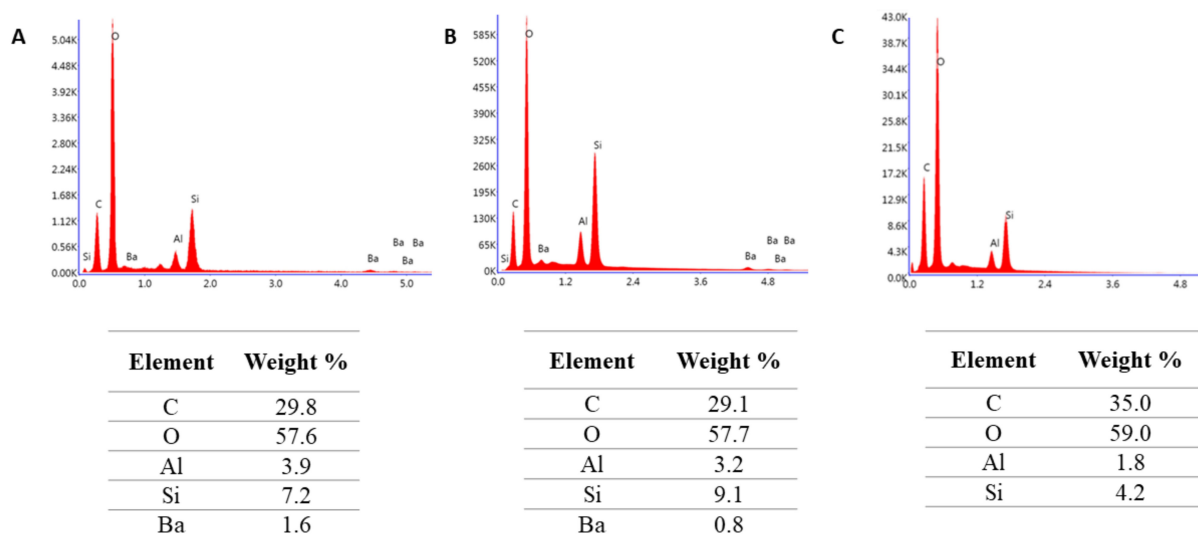 A
5.04K
4.48K
3.92K
3.36K
2.80K
2.24K
1.68K
1.12K
0.56K
0.00K
0.0 1.0 2.0 3.0 4.0 5.0
O
C
Si
Ba
Al
Si
Ba
Ba Ba
Ba
Element Weight %
C 29.8
O 57.6
Al 3.9
Si 7.2
Ba 1.6
B
585K
520K
455K
390K
325K
260K
195K
130K
65K
0K
0.0 1.2 2.4 3.6 4.8
O
C
Si
Ba
Al
Si
Ba
Ba Ba
Ba
Element Weight %
C 29.1
O 57.7
Al 3.2
Si 9.1
Ba 0.8
C
43.0K
38.7K
34.4K
30.1K
25.8K
21.5K
17.2K
12.9K
8.6K
4.3K
0.0
0.0 1.2 2.4 3.6 4.8
O
C
Al
Si
Element Weight %
C 35.0
O 59.0
Al 1.8
Si 4.2